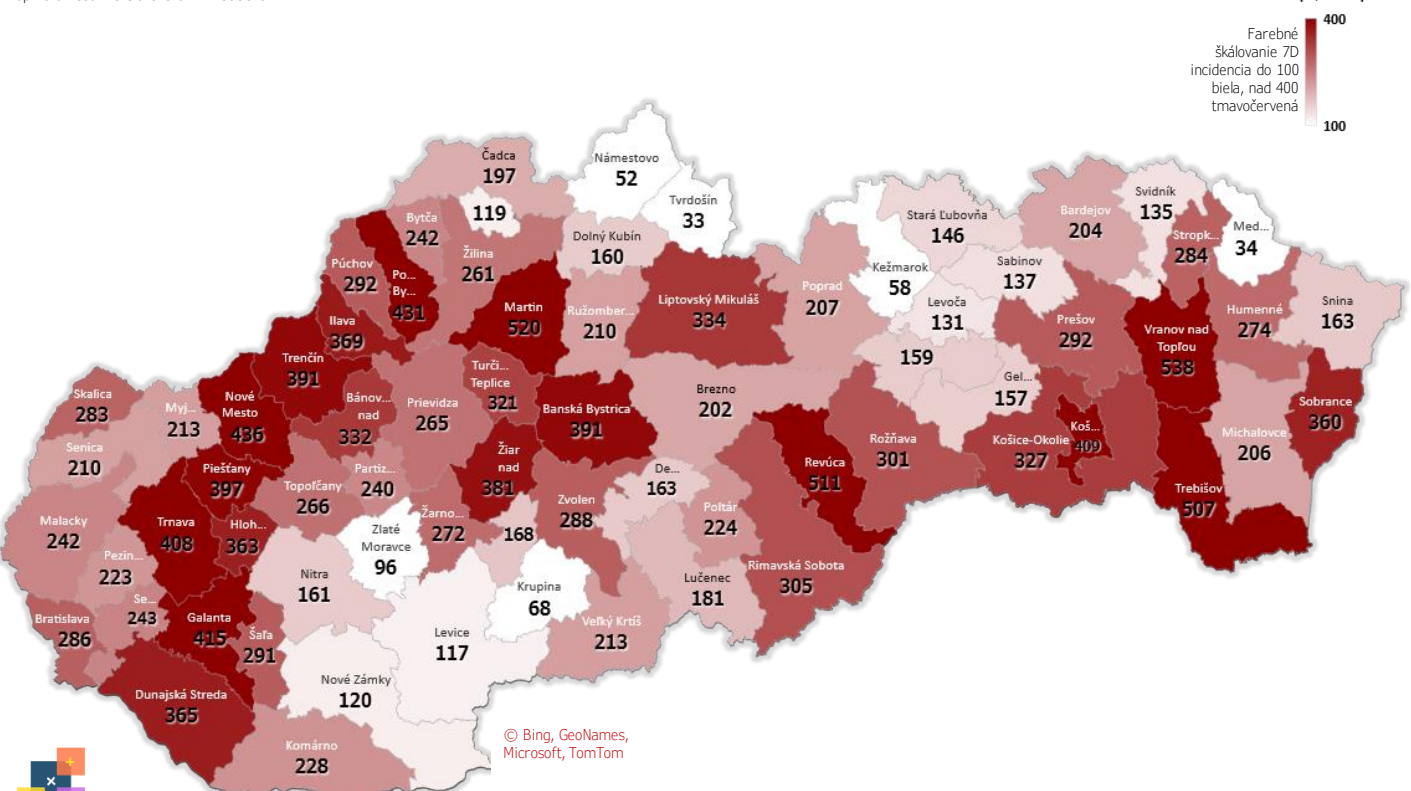 400
Farebné
škálovanie 7D
incidencia do 100
biela, nad 400
tmavočervená
100
Čadca
197
Námestovo
52
Tvrdošín
33
119
Bytča
242
Žilina
261
Dolný Kubín
160
Púchov
292
Po...
By...
431
Ilava
369
Martin
520
Ružomber...
210
Liptovský Mikuláš
334
Poprad
207
Kežmarok
58
Stará Ľubovňa
146
Sabinov
137
Levoča
131
Bardejov
204
Svidník
135
Stropk...
284
Med...
34
Prešov
292
Vranov nad
Topľou
538
Humenné
274
Snina
163
Trenčín
391
Turči...
Teplice
321
159
Gel...
157
Skalica
283
Myj...
213
Nové
Mesto
436
Bánov...
nad
332
Prievidza
265
Banská Bystrica
391
Brezno
202
Sobrance
360
Senica
210
Piešťany
397
Topoľčany
266
Partiz...
240
Žiar
nad
381
De...
163
Revúca
511
Rožňava
301
Košice-Okolie
327
Koš...
409
Michalovce
206
Trebišov
507
Malacky
242
Trnava
408
Hloh...
363
Zlaté
Moravce
96
Žarno...
272
168
Zvolen
288
Poltár
224
Pezin...
223
Nitra
161
Krupina
68
Lučenec
181
Rimavská Sobota
305
Se...
243
Bratislava
286
Galanta
415
Šaľa
291
Levice
117
Veľký Krtíš
213
Dunajská Streda
365
Nové Zámky
120
Komárno
228
© Bing, GeoNames,
Microsoft, TomTom